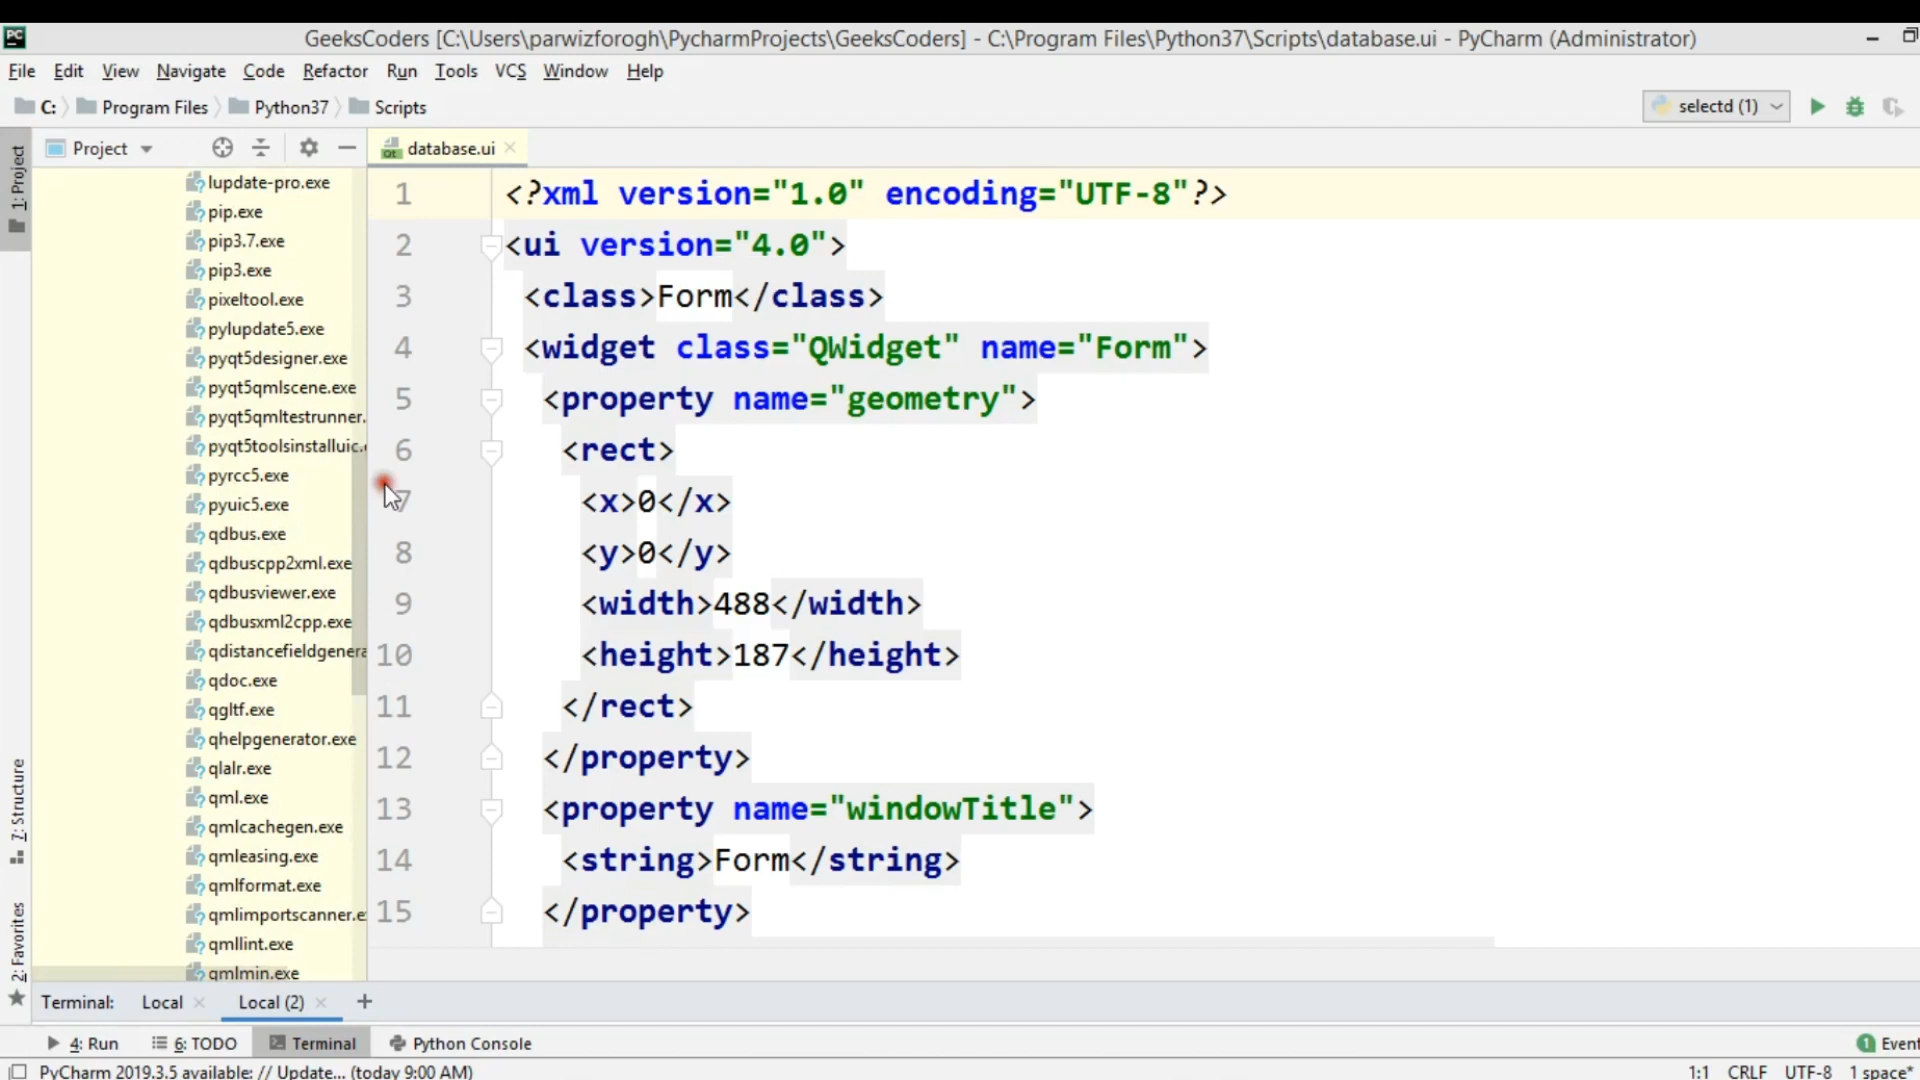 PC
GeeksCoders [C:\Users\parwizforogh\PycharmProjects\GeeksCoders] - C:\Program Files\Python37\Scripts\database.ui - PyCharm (Administrator)
File Edit View Navigate Code Refactor Run Tools VCS Window Help
C: Program Files Python37 Scripts
selectd (1)
1: Project
Project
database.ui
lupdate-pro.exe
pip.exe
pip3.7.exe
pip3.exe
pixeltool.exe
pylupdate5.exe
pyqt5designer.exe
pyqt5qmlscene.exe
pyqt5qmltestrunner.
pyqt5toolsinstalluic.
pyrcc5.exe
pyuic5.exe
qdbus.exe
qdbuscpp2xml.exe
qdbusviewer.exe
qdbusxml2cpp.exe
qdistancefieldgenera
qdoc.exe
qgltf.exe
qhelpgenerator.exe
qlalr.exe
qml.exe
qmlcachegen.exe
qmleasing.exe
qmlformat.exe
qmlimportscanner.e
qmllint.exe
qmlmin.exe
1 <?xml version="1.0" encoding="UTF-8"?>
2 <ui version="4.0">
3 <class>Form</class>
4 <widget class="QWidget" name="Form">
5 <property name="geometry">
6 <rect>
7 <x>0</x>
8 <y>0</y>
9 <width>488</width>
10 <height>187</height>
11 </rect>
12 </property>
13 <property name="windowTitle">
14 <string>Form</string>
15 </property>
7: Structure
2: Favorites
Terminal: Local Local (2) +
4: Run 6: TODO Terminal Python Console
1 Event
PyCharm 2019.3.5 available: // Update... (today 9:00 AM)
1:1 CRLF UTF-8 1 space*